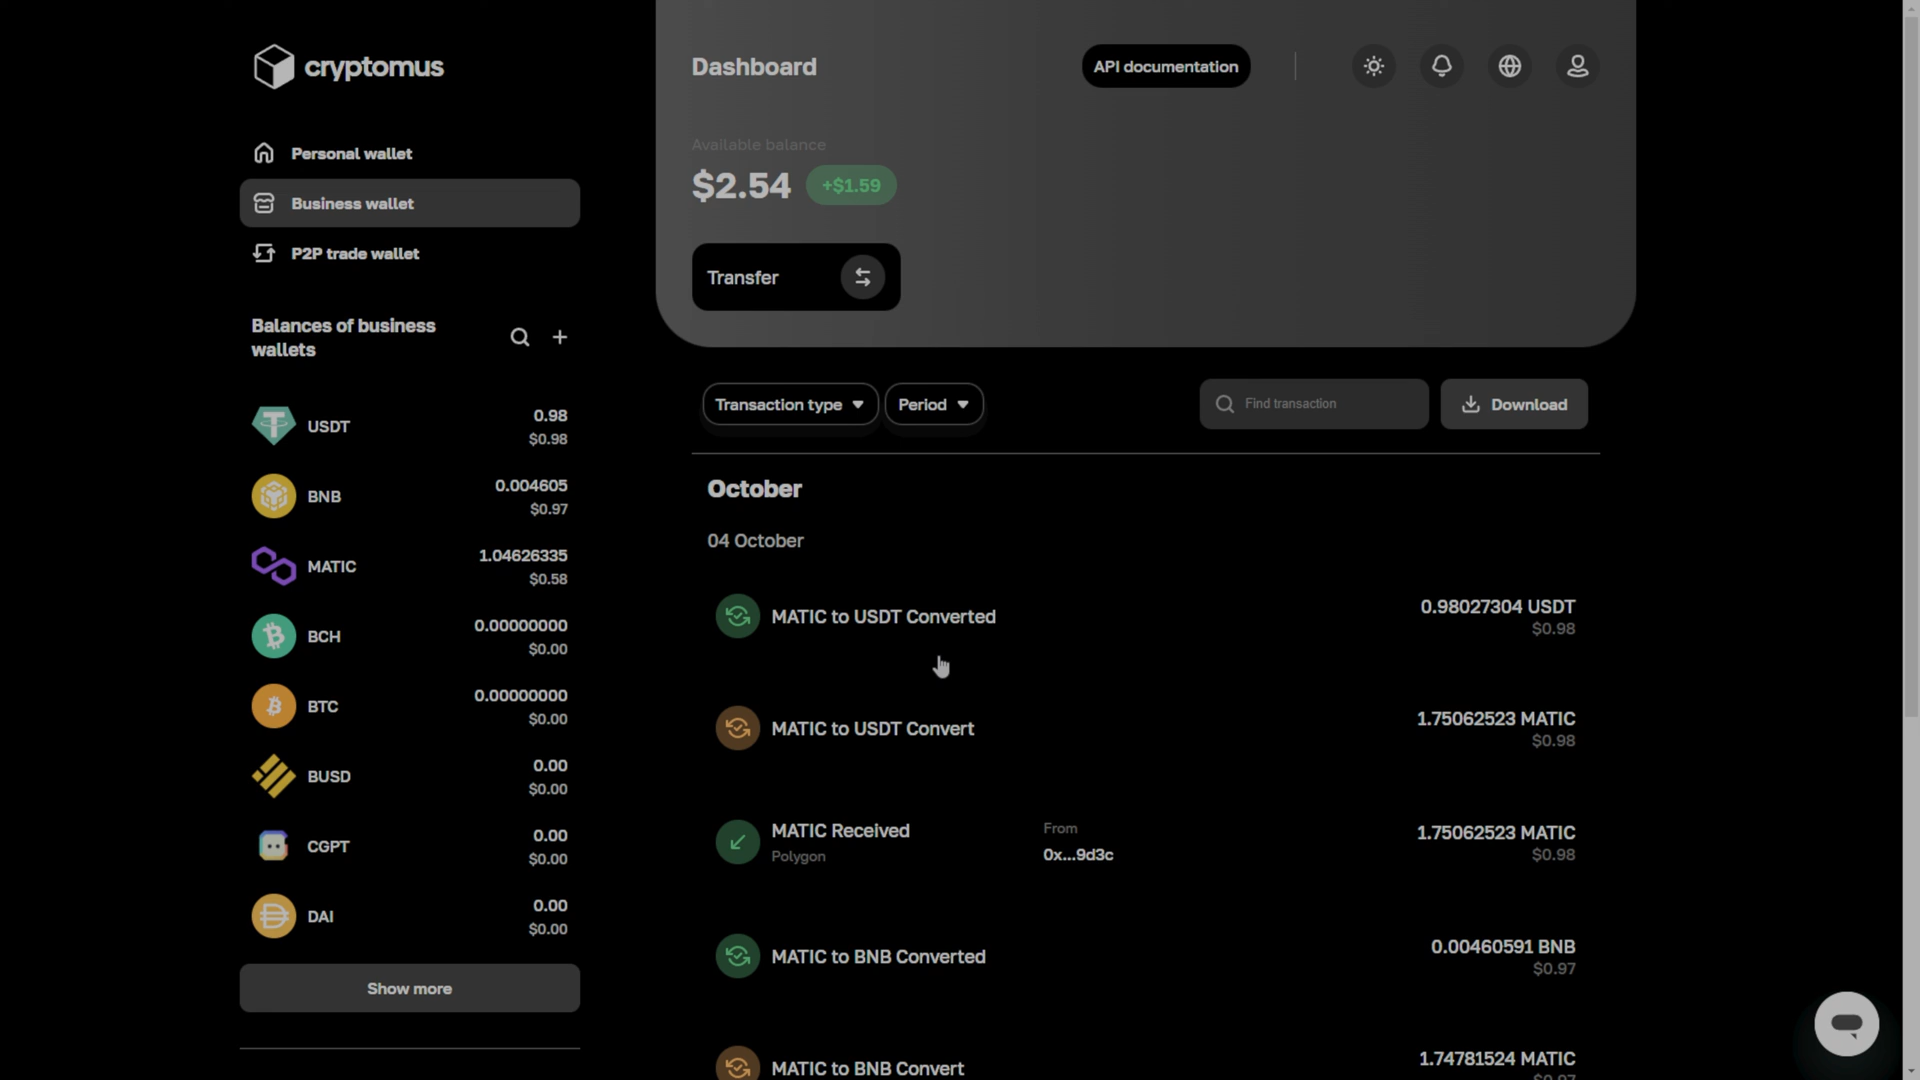 cryptomus
Personal wallet
Business wallet
P2P trade wallet
Balances of business
wallets
USDT
0.98
$0.98
BNB
0.004605
$0.97
MATIC
1.04626335
$0.58
BCH
0.00000000
$0.00
BTC
0.00000000
$0.00
BUSD
0.00
$0.00
CGPT
0.00
$0.00
DAI
0.00
$0.00
Show more
Dashboard
API documentation
Available balance
$2.54
+$1.59
Transfer
Transaction type
Period
Find transaction
Download
October
04 October
MATIC to USDT Converted
0.98027304 USDT
$0.98
MATIC to USDT Convert
1.75062523 MATIC
$0.98
MATIC Received
Polygon
From
0x...9d3c
1.75062523 MATIC
$0.98
MATIC to BNB Converted
0.00460591 BNB
$0.97
MATIC to BNB Convert
1.74781524 MATIC
$0.97